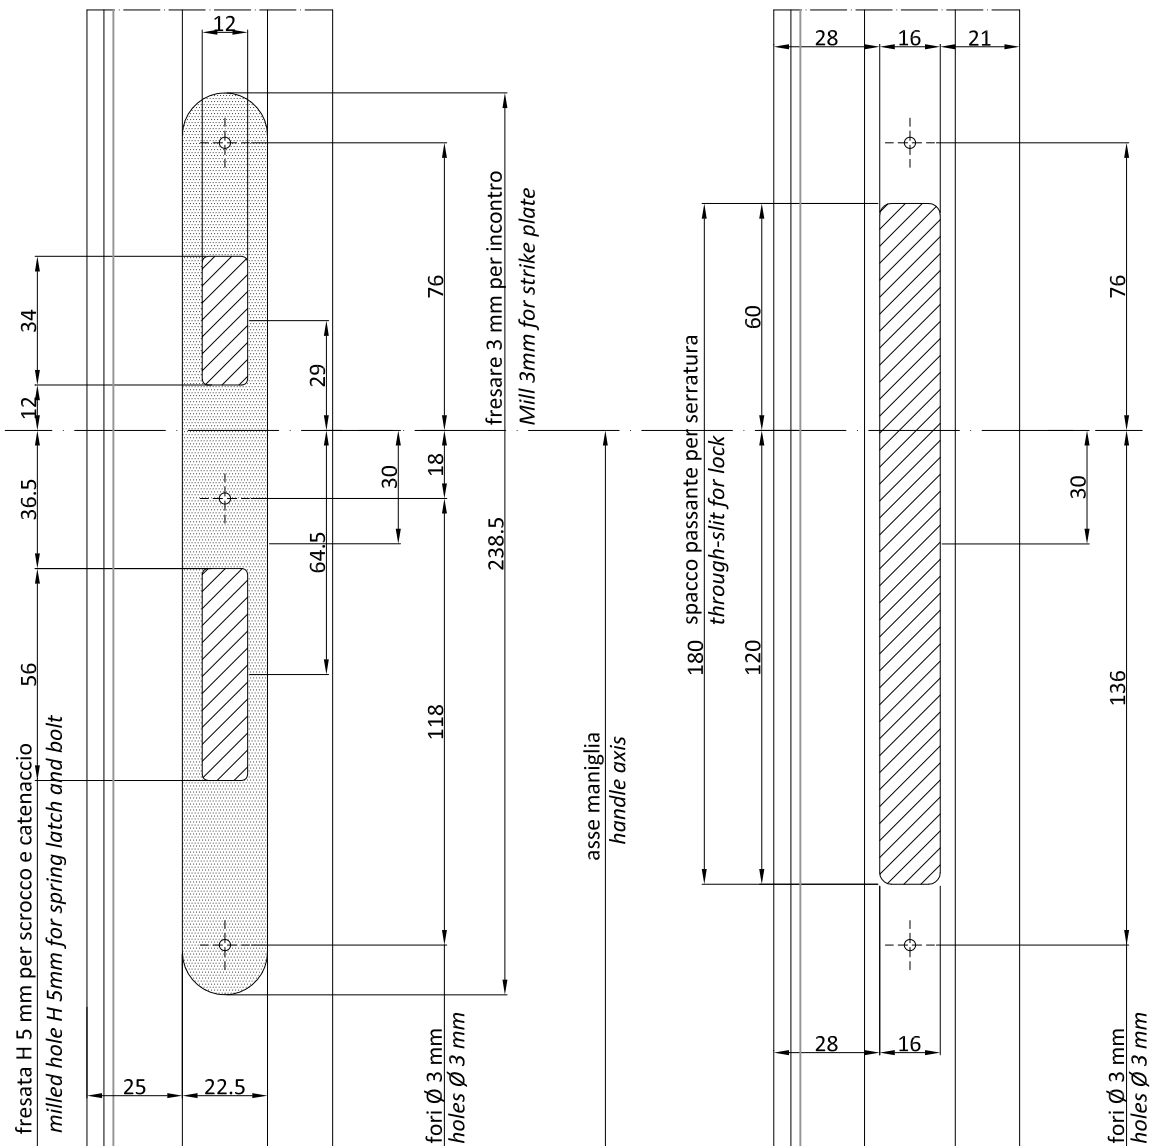 12
34
12
36.5
56
29
64.5
30
76
18
118
238.5
25
22.5
fresata H 5 mm per scrocco e catenaccio
milled hole H 5mm for spring latch and bolt
fresare 3 mm per incontro
Mill 3mm for strike plate
fori Ø 3 mm
holes Ø 3 mm
asse maniglia
handle axis
28
16
21
76
60
180
120
30
136
spacco passante per serratura
through-slit for lock
28
16
fori Ø 3 mm
holes Ø 3 mm